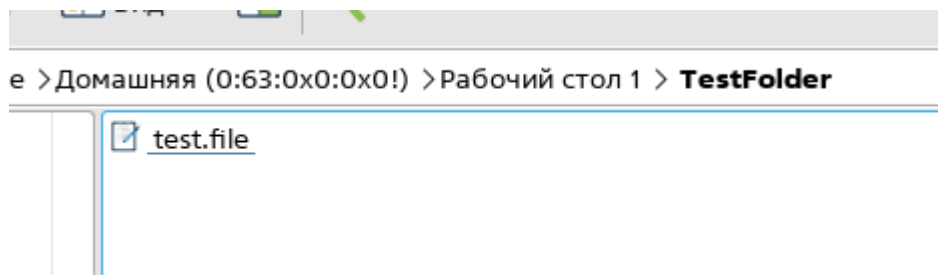 е >Домашняя (0:63:0x0:0x0!) >Рабочий стол 1 > TestFolder
test.file